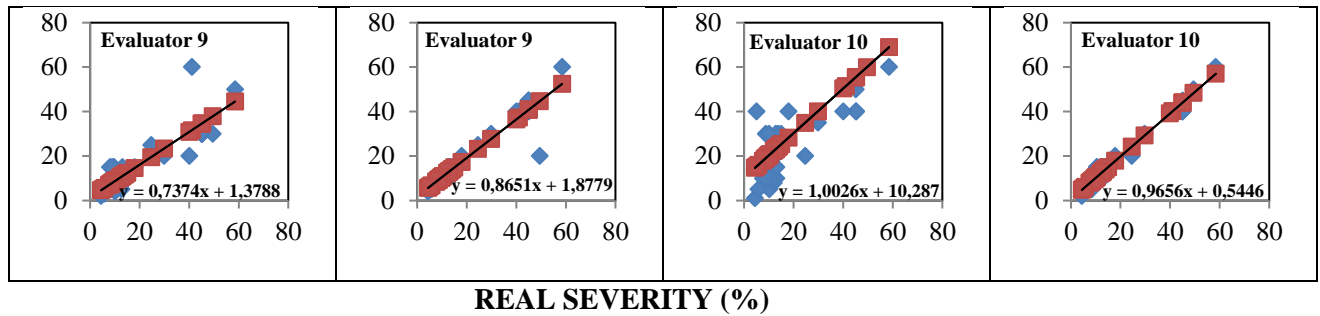 Evaluator 9
80
60
40
20
0
y = 0,7374x + 1,3788
0 20 40 60 80
Evaluator 9
80
60
40
20
0
y = 0,8651x + 1,8779
0 20 40 60 80
Evaluator 10
80
60
40
20
0
y = 1,0026x + 10,287
0 20 40 60 80
Evaluator 10
80
60
40
20
0
y = 0,9656x + 0,5446
0 20 40 60 80
REAL SEVERITY (%)